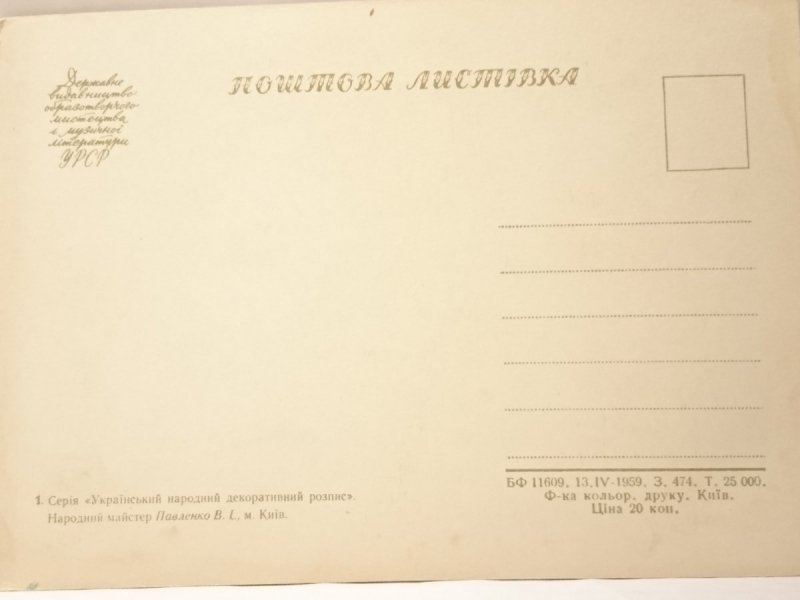 Державне
видавництво
образотворчого
мистецтва
і музичної
літератури
УРСР
ПОШТОВА ЛИСТІВКА
1. Серія «Український народний декоративний розпис».
Народний майстер Павленко В. І., м. Київ.
БФ 11609. 13.IV-1959. З. 474. Т. 25 000.
Ф-ка кольор. друку. Київ.
Ціна 20 коп.